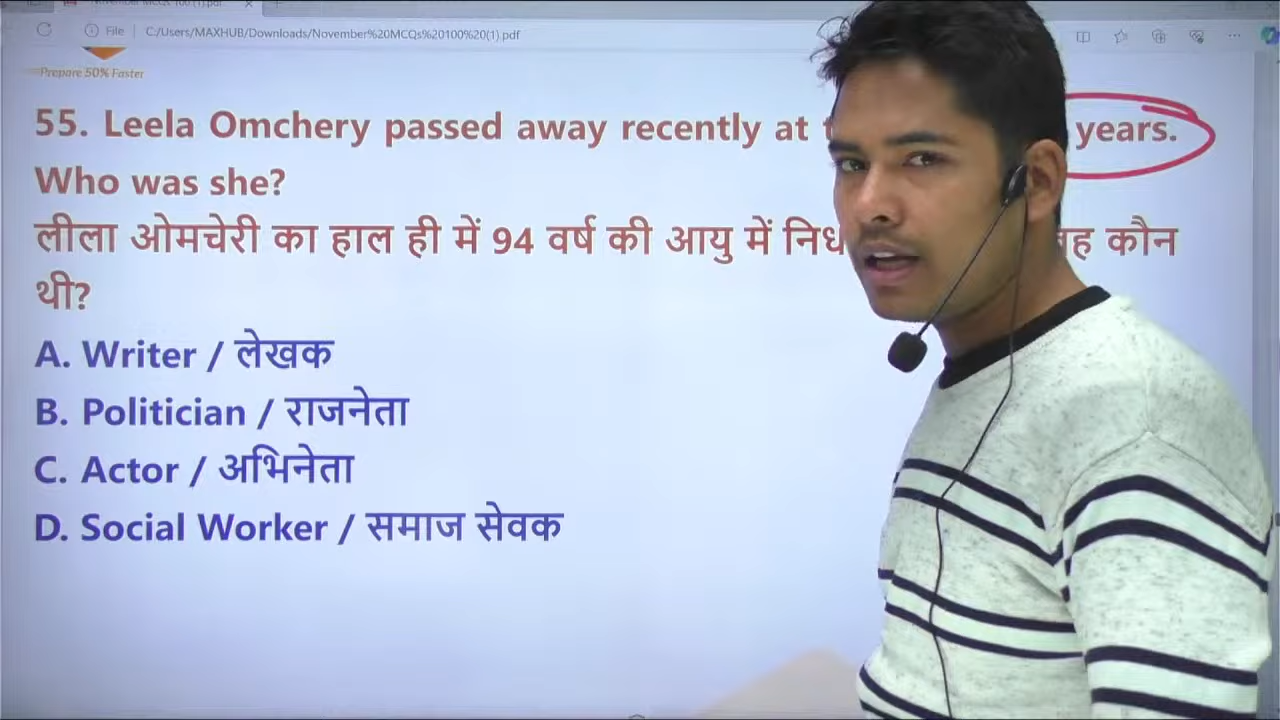 File C:/Users/MAXHUB/Downloads/November%20MCQs%20100%20(1).pdf
Prepare 50% Faster
55. Leela Omchery passed away recently at years.
Who was she?
लीला ओमचेरी का हाल ही में 94 वर्ष की आयु में कौन
थी?
A. Writer / लेखक
B. Politician / राजनेता
C. Actor / अभिनेता
D. Social Worker / समाज सेवक